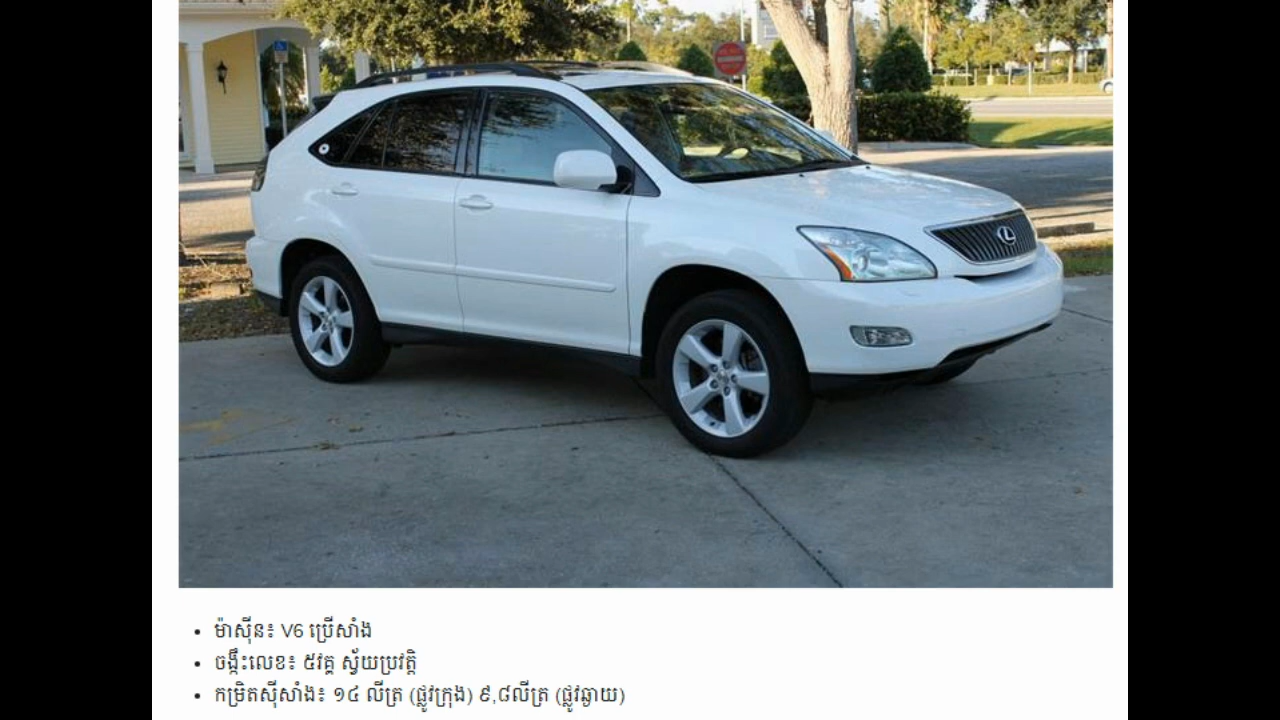 ម៉ាស៊ីន៖ V6 ប្រើសាំង
ចង្កឹះលេខ៖ ៥វគ្គ ស្វ័យប្រវត្តិ
កម្រិតស៊ីសាំង៖ ១៤ លីត្រ (ផ្លូវក្រុង) ៩,៨លីត្រ (ផ្លូវឆ្ងាយ)